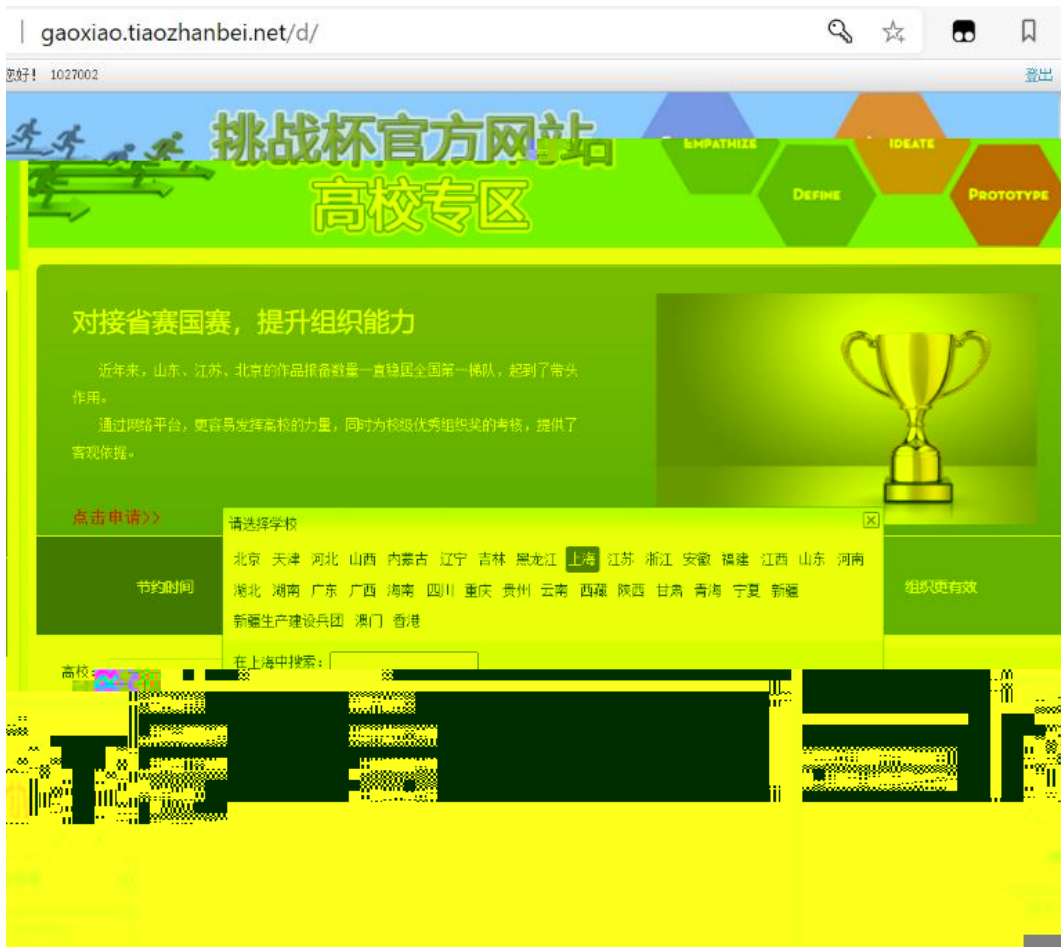 gaoxiao.tiaozhanbei.net/d/
您好! 1027002
登出
挑战杯官方网站
高校专区
EMPATHIZE
IDEATE
DEFINE
PROTOTYPE
对接省赛国赛，提升组织能力
近年来，山东、江苏、北京的作品报备数量一直稳居全国第一梯队，起到了带头
作用。
通过网络平台，更容易发挥高校的力量，同时为校级优秀组织奖的考核，提供了
客观依据。
点击申请>>
请选择学校
北京 天津 河北 山西 内蒙古 辽宁 吉林 黑龙江 上海 江苏 浙江 安徽 福建 江西 山东 河南
节约时间
湖北 湖南 广东 广西 海南 四川 重庆 贵州 云南 西藏 陕西 甘肃 青海 宁夏 新疆
组织更有效
新疆生产建设兵团 澳门 香港
在上海中搜索:
高校: